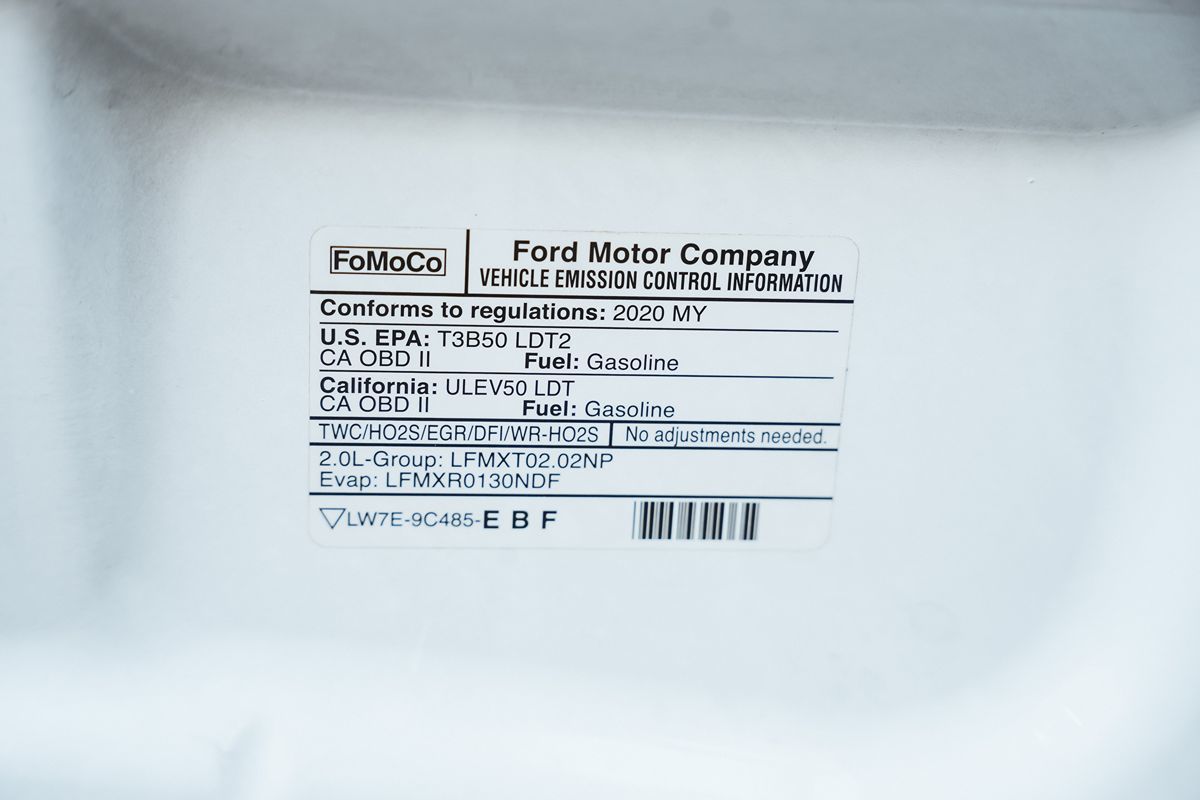 FoMoCo
Ford Motor Company
VEHICLE EMISSION CONTROL INFORMATION
Conforms to regulations: 2020 MY
U.S. EPA: T3B50 LDT2
CA OBD II Fuel: Gasoline
California: ULEV50 LDT
CA OBD II Fuel: Gasoline
TWC/HO2S/EGR/DFI/WR-HO2S No adjustments needed.
2.0L-Group: LFMXT02.02NP
Evap: LFMXR0130NDF
LW7E-9C485-E B F